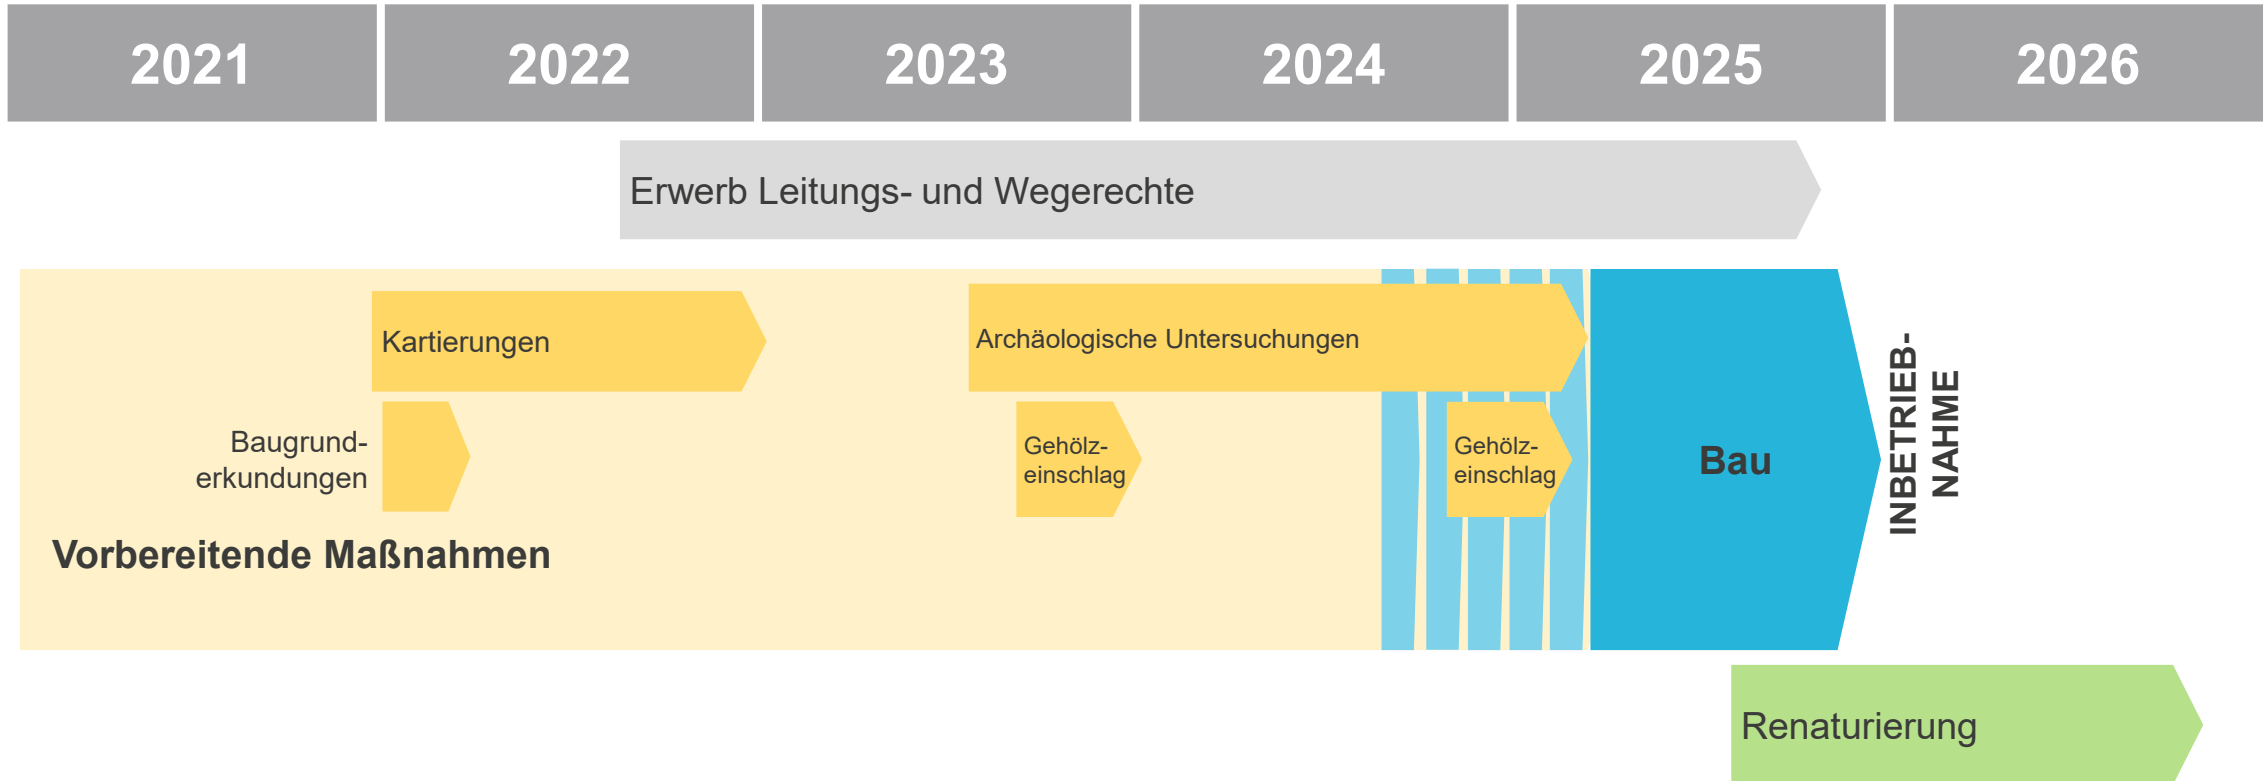 2021
2022
2023
2024
2025
2026
Erwerb Leitungs- und Wegerechte
Kartierungen
Archäologische Untersuchungen
Baugrund-
erkundungen
Gehölz-
einschlag
Gehölz-
einschlag
Bau
INBETRIEB-
NAHME
Vorbereitende Maßnahmen
Renaturierung